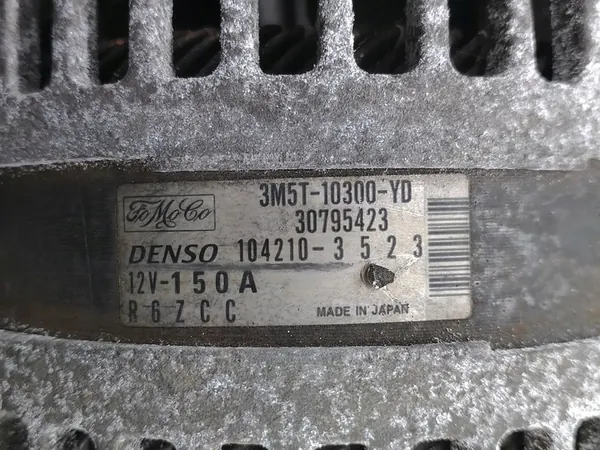 FoMoCo
3M5T-10300-YD
30795423
DENSO 104210-3523
12V-150A
R6ZCC
MADE IN JAPAN